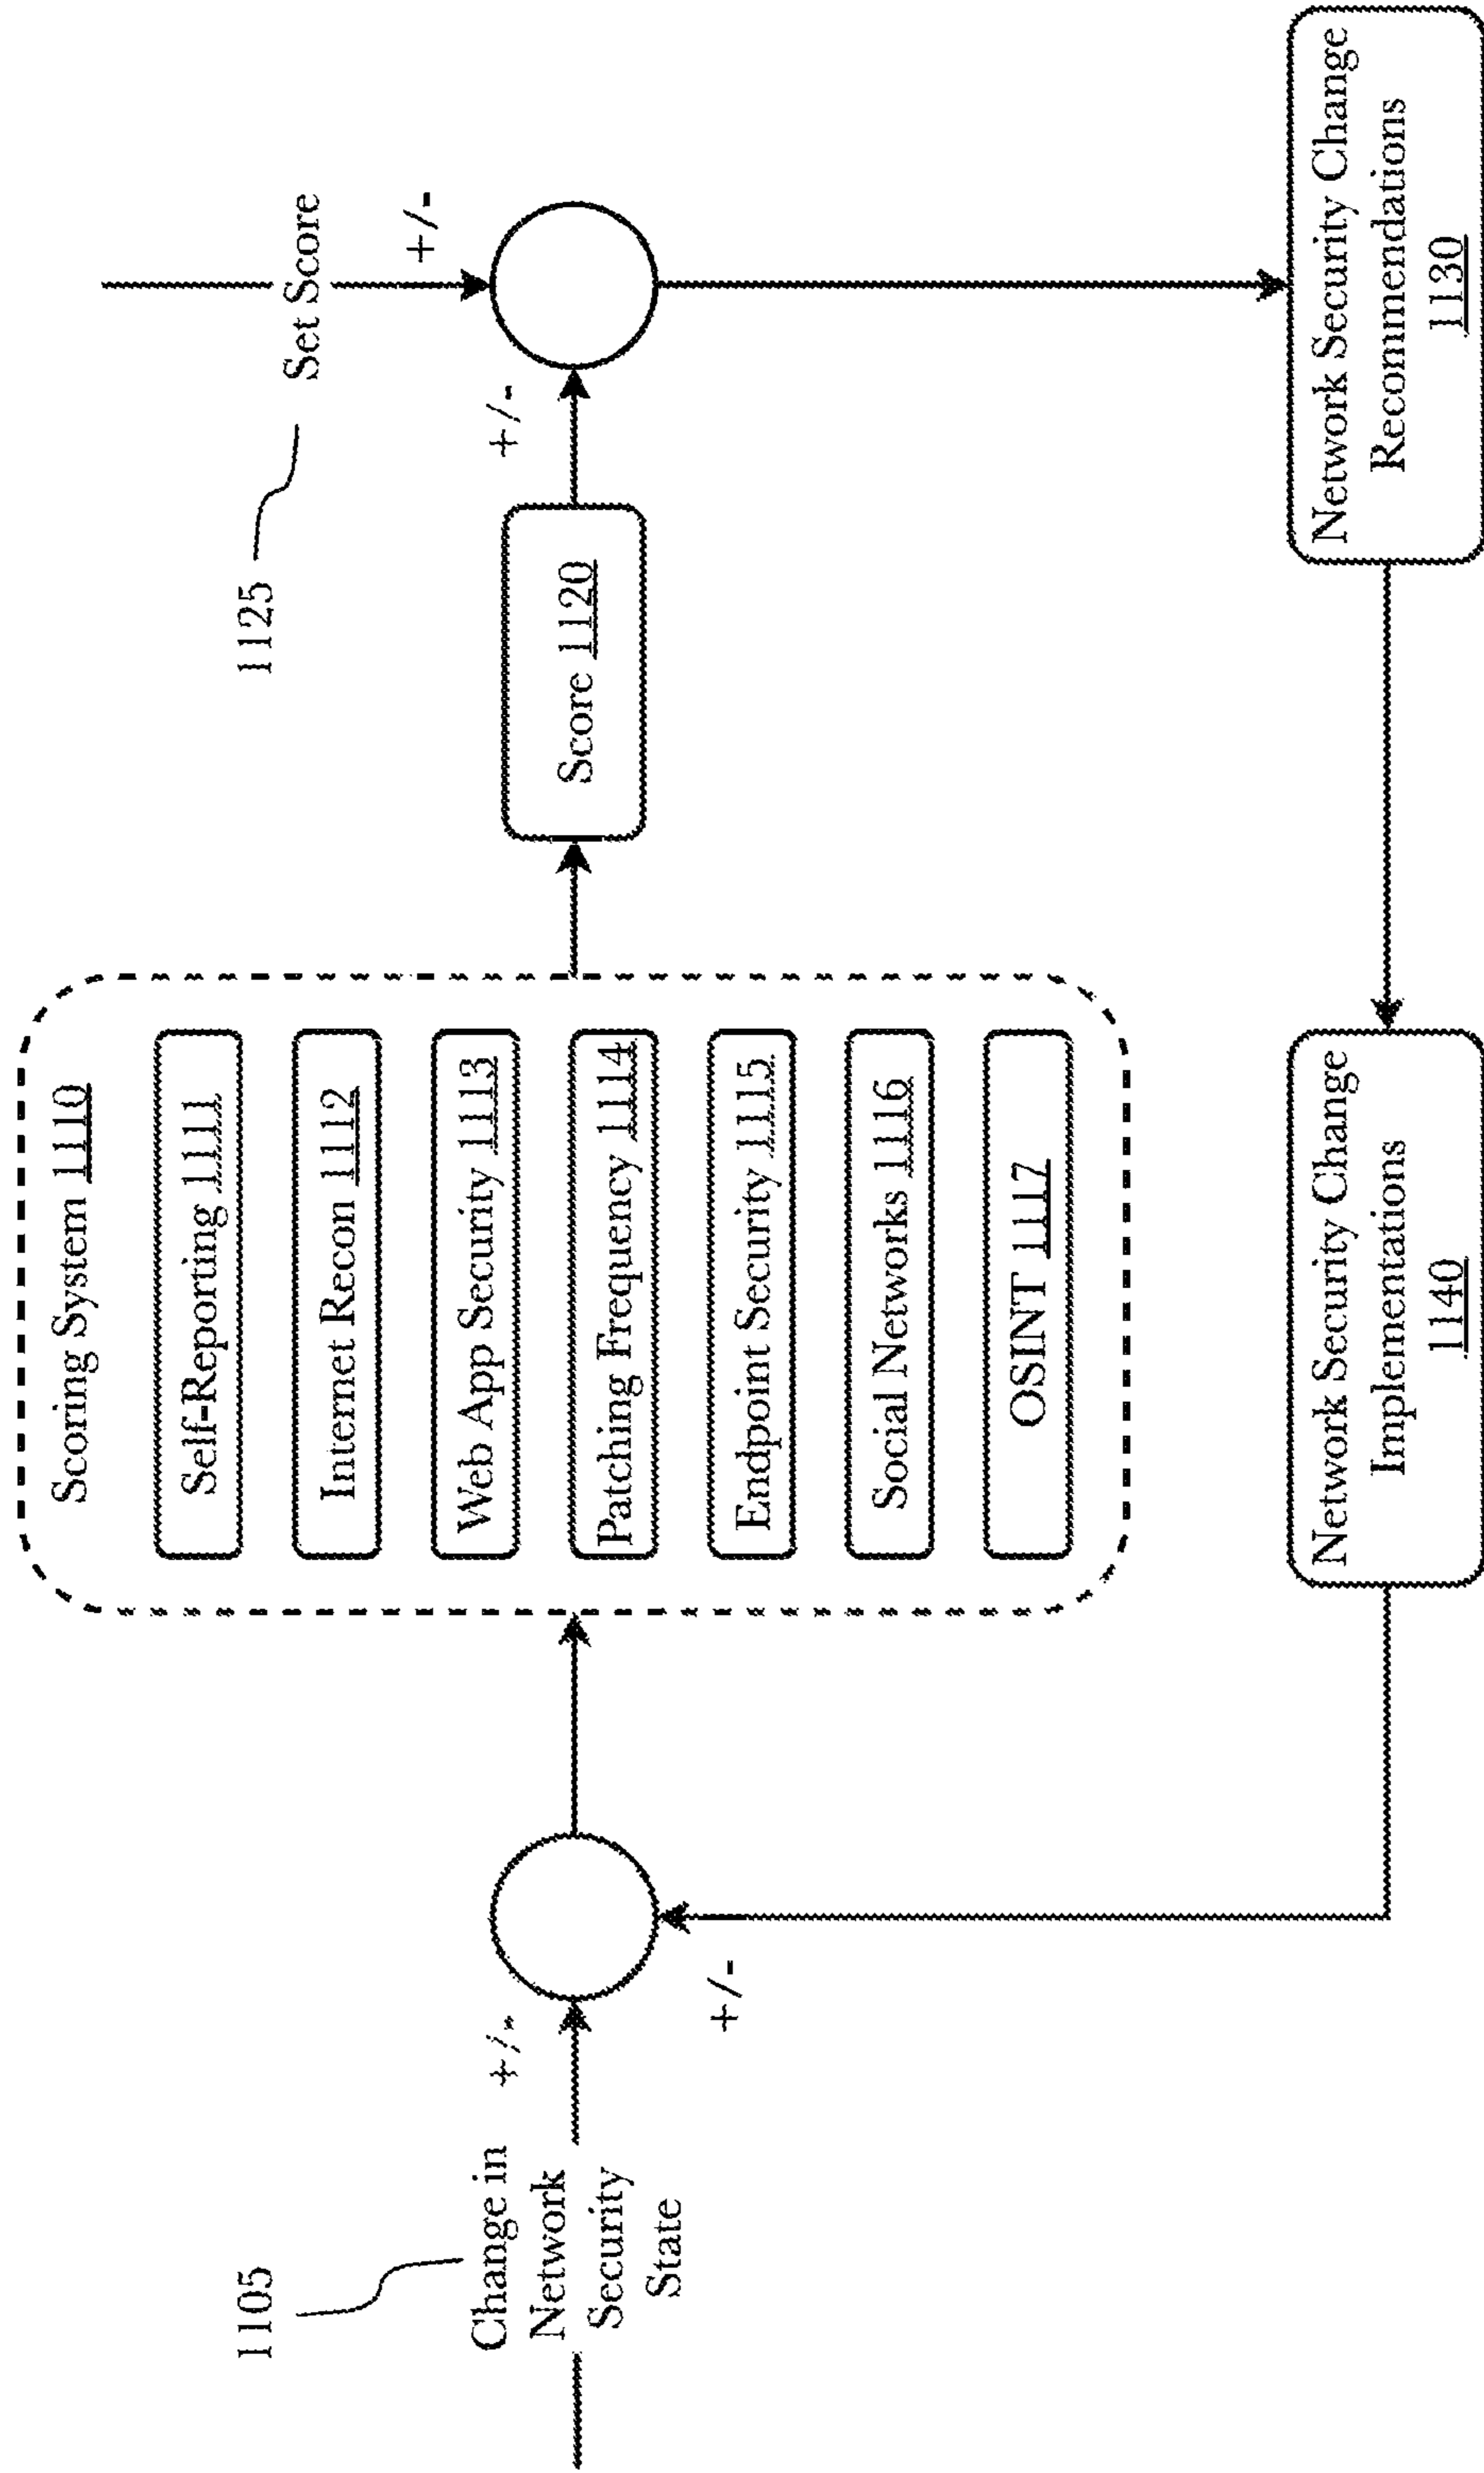 1105
Change in
Network
Security
State
+/-
+/-
Scoring System 1110
Self-Reporting 1111
Internet Recon 1112
Web App Security 1113
Patching Frequency 1114
Endpoint Security 1115
Social Networks 1116
OSINT 1117
Score 1120
+/-
1125
Set Score
+/-
Network Security Change
Recommendations
1130
Network Security Change
Implementations
1140